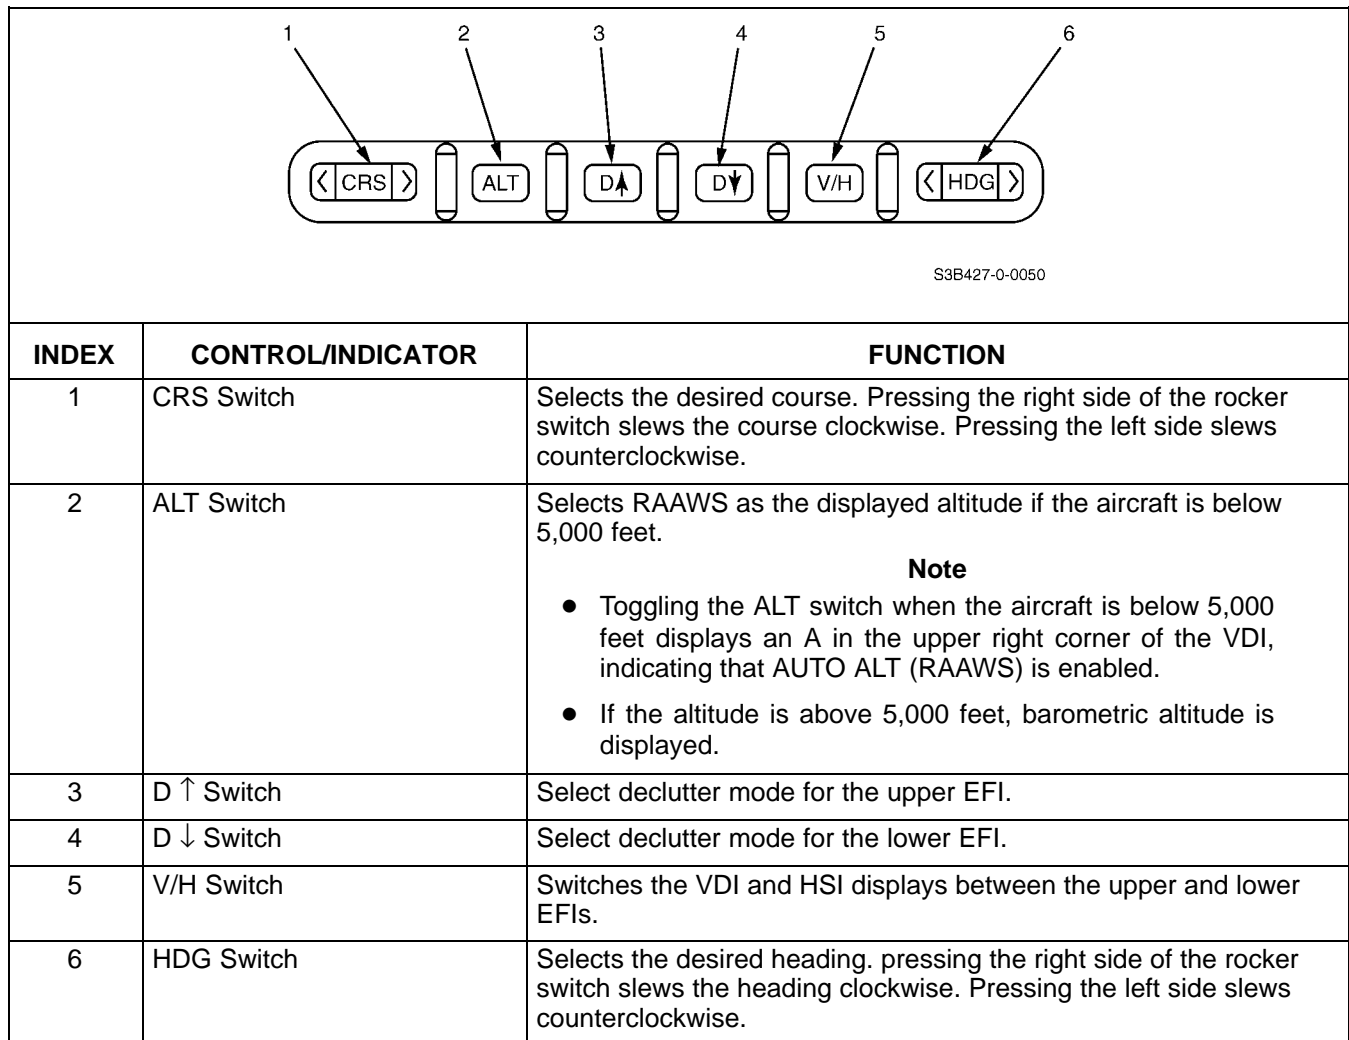 1 2 3 4 5 6
< CRS > ALT D↑ D↓ V/H < HDG >
S3B427-0-0050
INDEX CONTROL/INDICATOR FUNCTION
1 CRS Switch Selects the desired course. Pressing the right side of the rocker
switch slews the course clockwise. Pressing the left side slews
counterclockwise.
2 ALT Switch Selects RAAWS as the displayed altitude if the aircraft is below
5,000 feet.
Note
● Toggling the ALT switch when the aircraft is below 5,000
feet displays an A in the upper right corner of the VDI,
indicating that AUTO ALT (RAAWS) is enabled.
● If the altitude is above 5,000 feet, barometric altitude is
displayed.
3 D ↑ Switch Select declutter mode for the upper EFI.
4 D ↓ Switch Select declutter mode for the lower EFI.
5 V/H Switch Switches the VDI and HSI displays between the upper and lower
EFIs.
6 HDG Switch Selects the desired heading. pressing the right side of the rocker
switch slews the heading clockwise. Pressing the left side slews
counterclockwise.